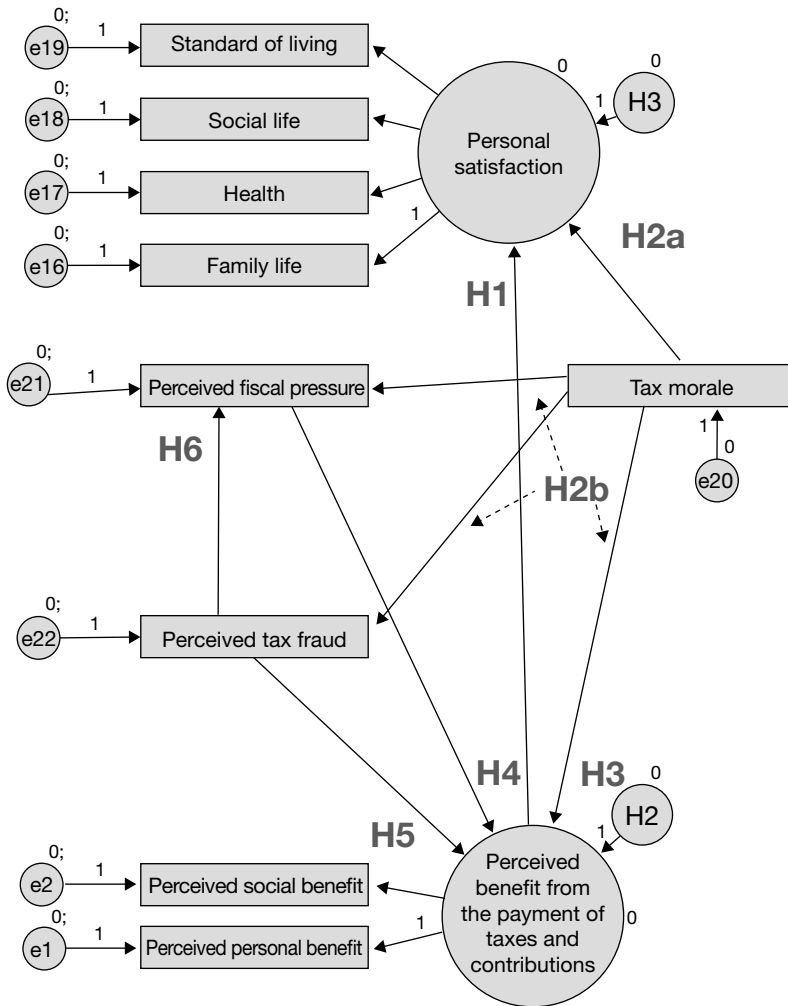 0;
e19
1
Standard of living
0;
e18
1
Social life
0;
e17
1
Health
0;
e16
1
Family life
0
Personal
satisfaction
1
0
1
H3
H2a
H1
0;
e21
1
Perceived fiscal pressure
Tax morale
1
0
e20
H6
H2b
0;
e22
1
Perceived tax fraud
H4
H3
H5
0
H2
1
0;
e2
1
Perceived social benefit
0;
e1
1
Perceived personal benefit
1
Perceived
benefit from
the payment of
taxes and
contributions
0